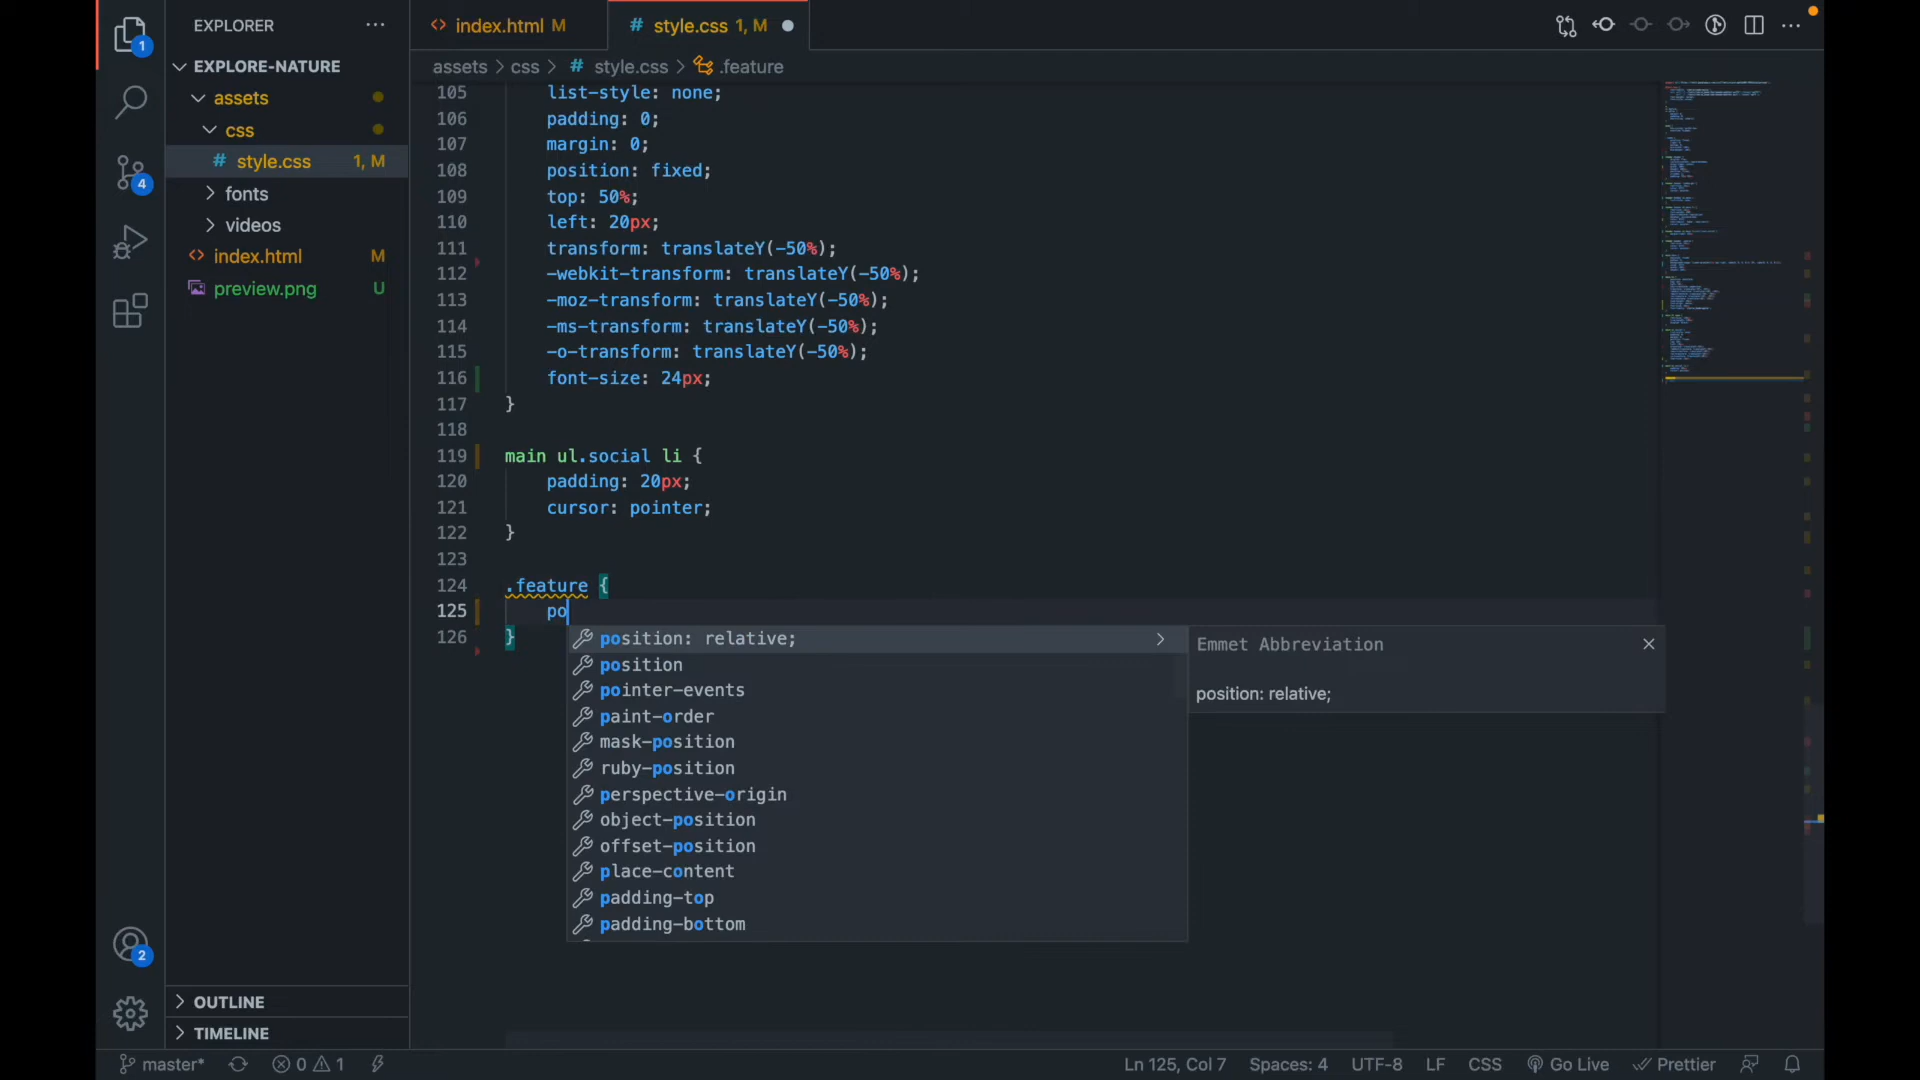 EXPLORER
index.html M
style.css 1, M
1
EXPLORE-NATURE
assets > css > # style.css > .feature
assets
css
# style.css 1, M
4
fonts
videos
index.html M
preview.png U
105 list-style: none;
106 padding: 0;
107 margin: 0;
108 position: fixed;
109 top: 50%;
110 left: 20px;
111 transform: translateY(-50%);
112 -webkit-transform: translateY(-50%);
113 -moz-transform: translateY(-50%);
114 -ms-transform: translateY(-50%);
115 -o-transform: translateY(-50%);
116 font-size: 24px;
117 }
118
119 main ul.social li {
120 padding: 20px;
121 cursor: pointer;
122 }
123
124 .feature {
125 po
126 }
position: relative;
position
pointer-events
paint-order
mask-position
ruby-position
perspective-origin
object-position
offset-position
place-content
padding-top
padding-bottom
Emmet Abbreviation
position: relative;
2
OUTLINE
TIMELINE
master* 0 1 Ln 125, Col 7 Spaces: 4 UTF-8 LF CSS Go Live Prettier